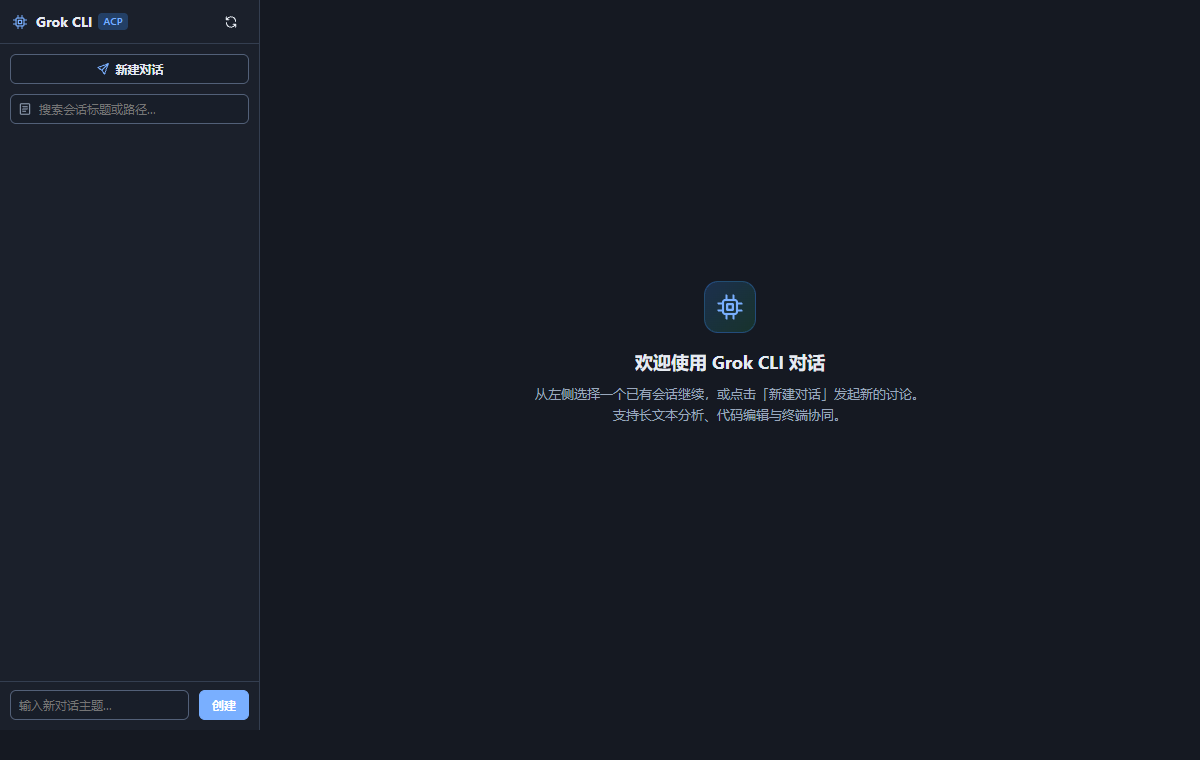 Grok CLI ACP
新建对话
搜索会话标题或路径...
欢迎使用 Grok CLI 对话
从左侧选择一个已有会话继续，或点击「新建对话」发起新的讨论。
支持长文本分析、代码编辑与终端协同。
输入新对话主题...
创建